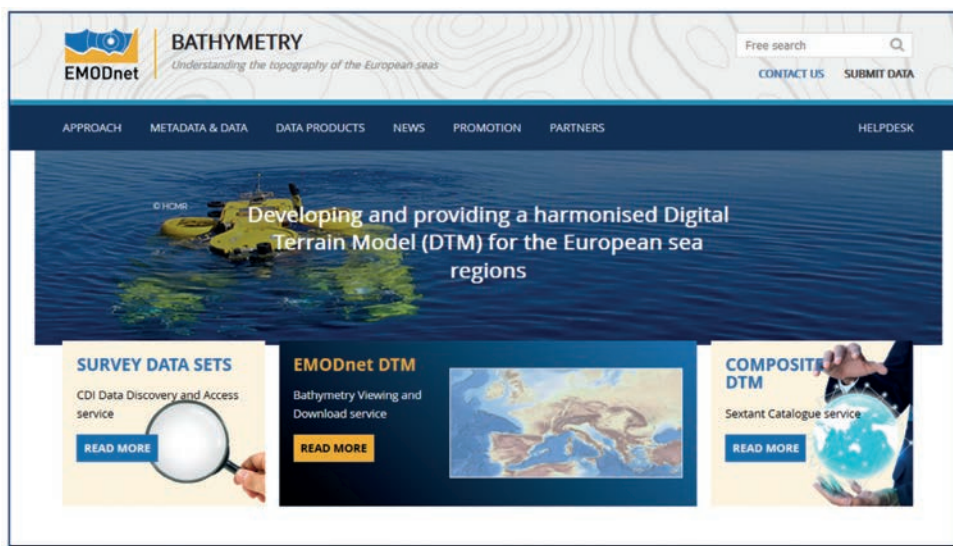 EMODnet
BATHYMETRY
Understanding the topography of the European seas
Free search
CONTACT US
SUBMIT DATA
APPROACH
METADATA & DATA
DATA PRODUCTS
NEWS
PROMOTION
PARTNERS
HELPDESK
© HCMR
Developing and providing a harmonised Digital
Terrain Model (DTM) for the European sea
regions
SURVEY DATA SETS
CDI Data Discovery and Access
service
READ MORE
EMODnet DTM
Bathymetry Viewing and
Download service
READ MORE
COMPOSITE
DTM
Sextant Catalogue service
READ MORE